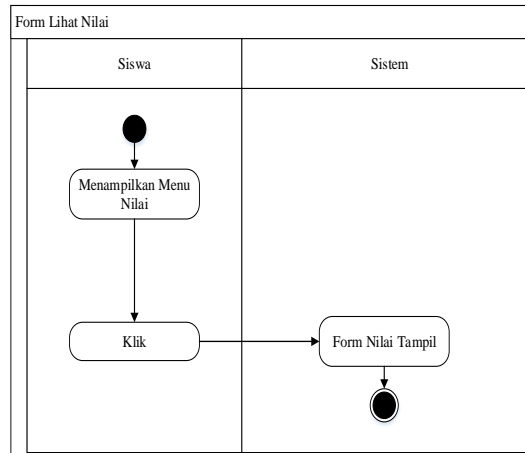 Form Lihat Nilai
Siswa
Sistem
Menampilkan Menu
Nilai
Klik
Form Nilai Tampil